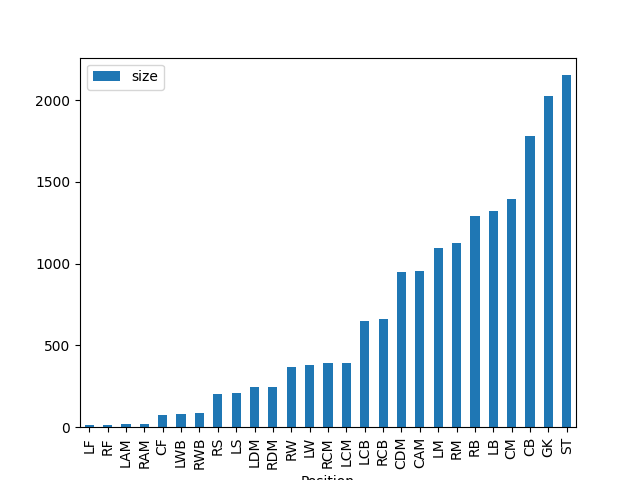 size
2000
1500
1000
500
0
LF RF LAM RAM CF LWB RWB RS LS LDM RDM RW LW RCM LCM LCB RCB CDM CAM LM RM RB LB CM CB GK ST
Position